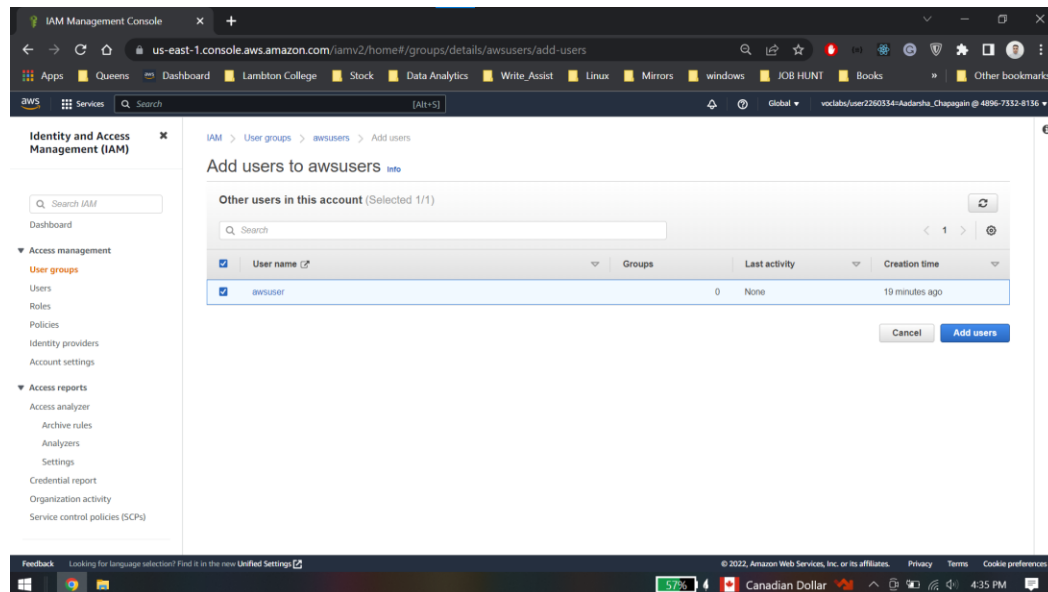 IAM Management Console
us-east-1.console.aws.amazon.com/iamv2/home#/groups/details/awsusers/add-users
Apps Queens Dashboard Lambton College Stock Data Analytics Write_Assist Linux Mirrors windows JOB HUNT Books » Other bookmarks
aws Services Search [Alt+S] Global voclabs/user2260334=Aadarsha_Chapagain @ 4896-7332-8136
Identity and Access
Management (IAM)
Search IAM
Dashboard
Access management
User groups
Users
Roles
Policies
Identity providers
Account settings
Access reports
Access analyzer
Archive rules
Analyzers
Settings
Credential report
Organization activity
Service control policies (SCPs)
IAM > User groups > awsusers > Add users
Add users to awsusers Info
Other users in this account (Selected 1/1)
Search
< 1 >
User name Groups Last activity Creation time
awsuser 0 None 19 minutes ago
Cancel Add users
Feedback Looking for language selection? Find it in the new Unified Settings © 2022, Amazon Web Services, Inc. or its affiliates. Privacy Terms Cookie preferences
57% Canadian Dollar 4:35 PM